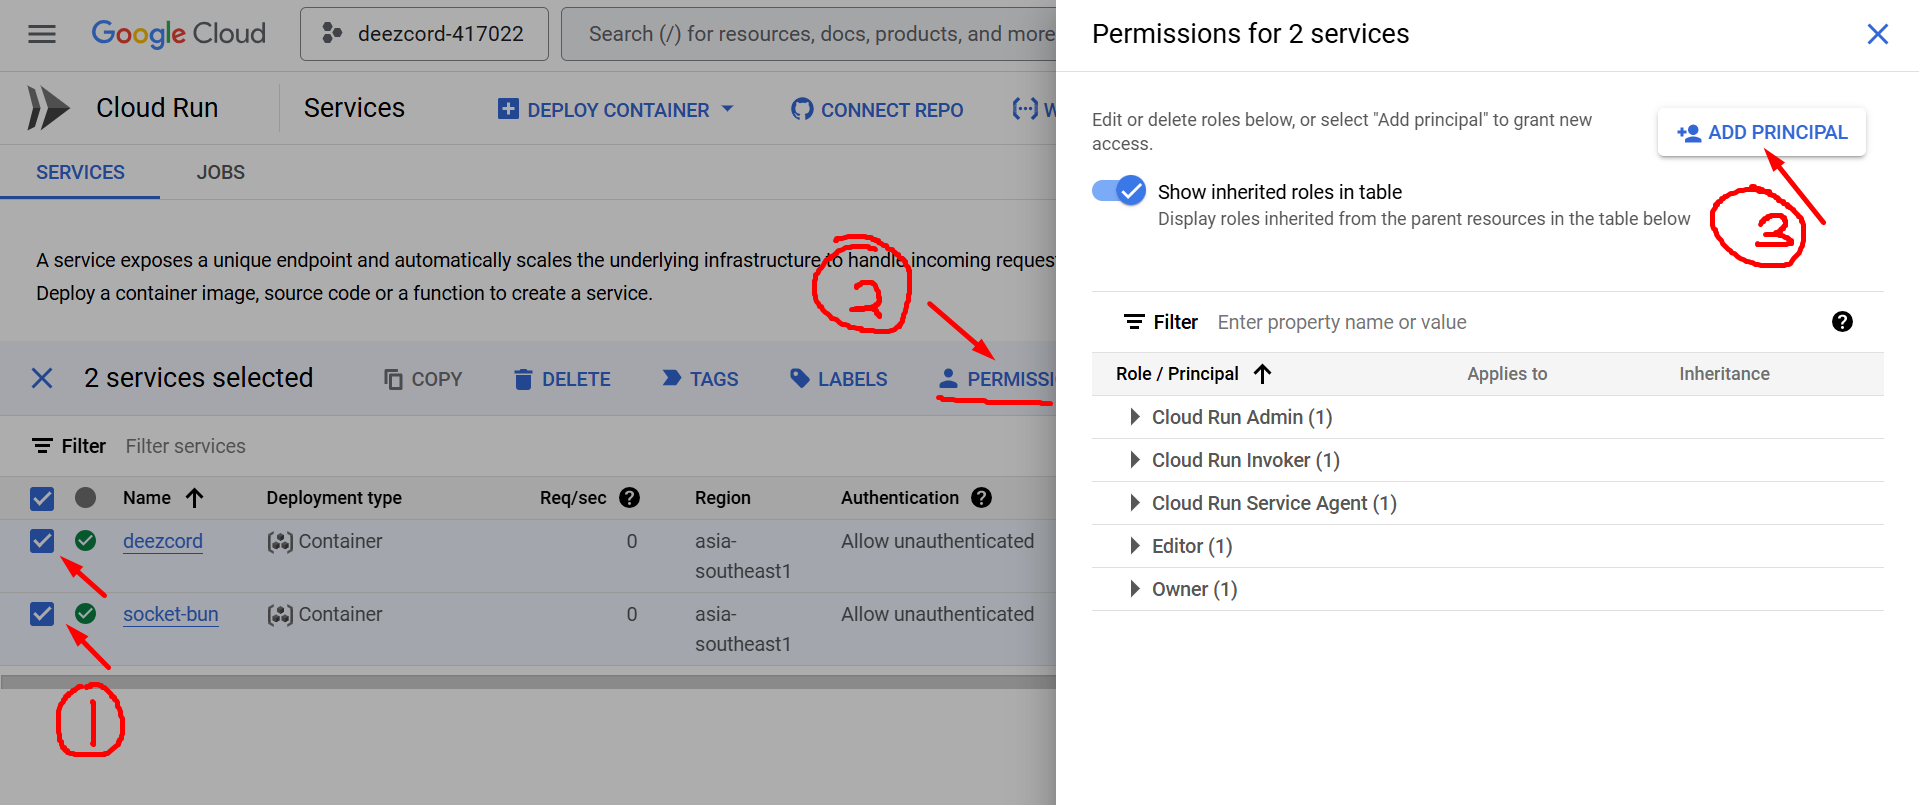 Google Cloud
deezcord-417022
Search (/) for resources, docs, products, and more
Cloud Run
Services
DEPLOY CONTAINER
CONNECT REPO
W
SERVICES
JOBS
A service exposes a unique endpoint and automatically scales the underlying infrastructure to handle incoming request
Deploy a container image, source code or a function to create a service.
2
2 services selected
COPY
DELETE
TAGS
LABELS
PERMISSI
Filter Filter services
Name Deployment type Req/sec ? Region Authentication ?
deezcord Container 0 asia-southeast1 Allow unauthenticated
socket-bun Container 0 asia-southeast1 Allow unauthenticated
1
Permissions for 2 services
Edit or delete roles below, or select "Add principal" to grant new
access.
ADD PRINCIPAL
Show inherited roles in table
Display roles inherited from the parent resources in the table below
3
Filter Enter property name or value ?
Role / Principal Applies to Inheritance
Cloud Run Admin (1)
Cloud Run Invoker (1)
Cloud Run Service Agent (1)
Editor (1)
Owner (1)